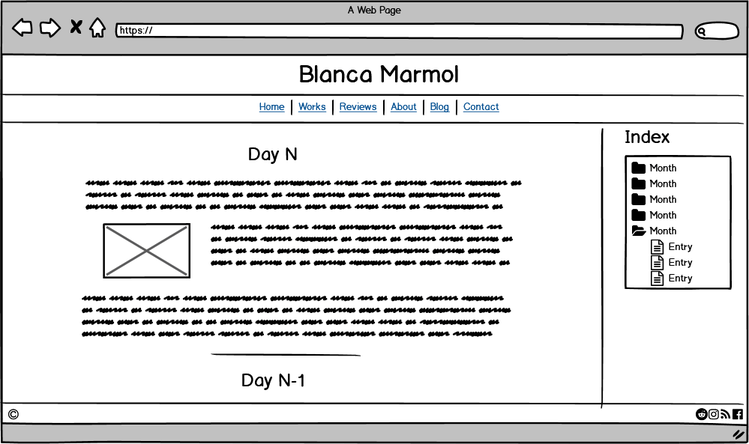 A Web Page
https://
Blanca Marmol
Home | Works | Reviews | About | Blog | Contact
Day N
Day N-1
Index
Month
Month
Month
Month
Month
Entry
Entry
Entry
©